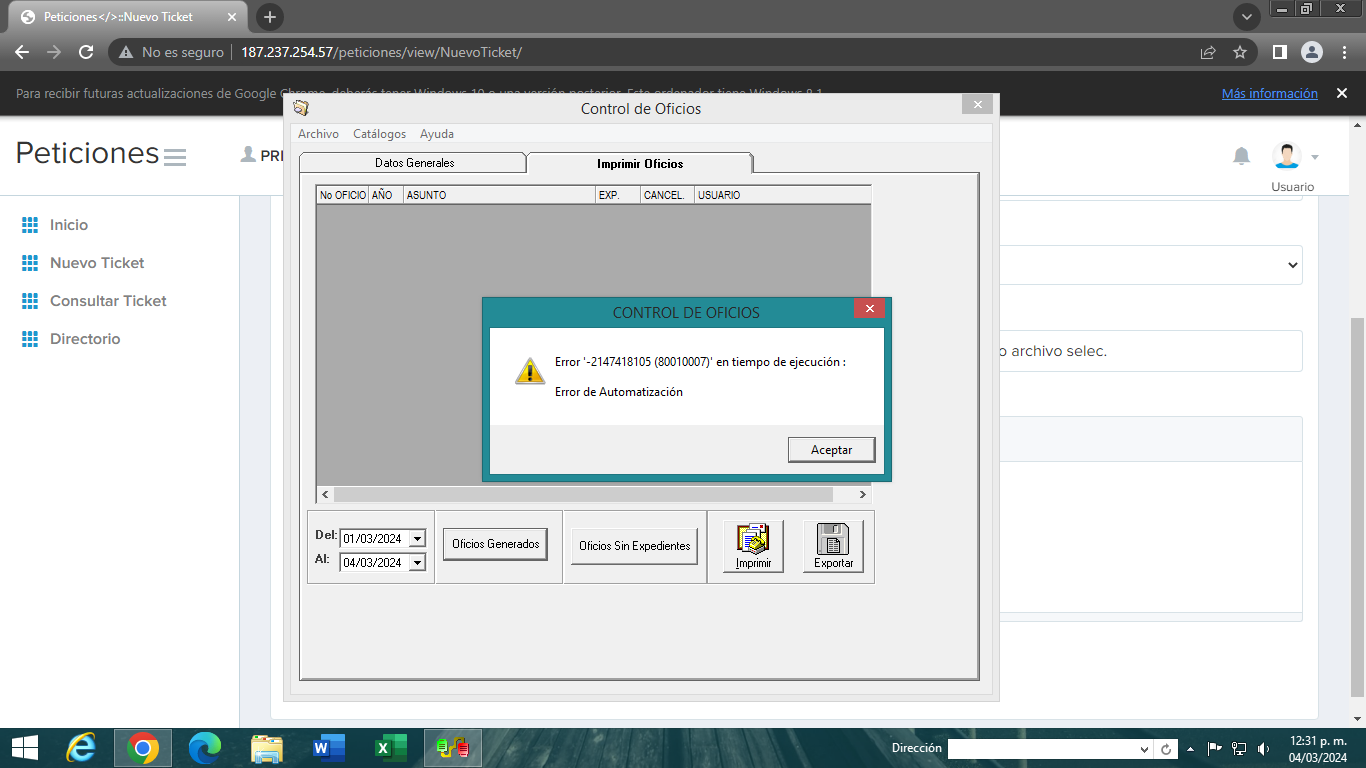 Peticiones</>::Nuevo Ticket
No es seguro
187.237.254.57/peticiones/view/NuevoTicket/
Para recibir futuras actualizaciones de Google Chrome, deberás tener Windows 10 o una versión posterior. Este ordenador tiene Windows 8.1.
Más información
Peticiones
PRE
Usuario
Inicio
Nuevo Ticket
Consultar Ticket
Directorio
o archivo selec.
Control de Oficios
Archivo Catálogos Ayuda
Datos Generales
Imprimir Oficios
No OFICIO AÑO ASUNTO EXP. CANCEL. USUARIO
CONTROL DE OFICIOS
Error '-2147418105 (80010007)' en tiempo de ejecución :
Error de Automatización
Aceptar
Del: 01/03/2024
Al: 04/03/2024
Oficios Generados
Oficios Sin Expedientes
Imprimir
Exportar
Dirección
12:31 p. m.
04/03/2024